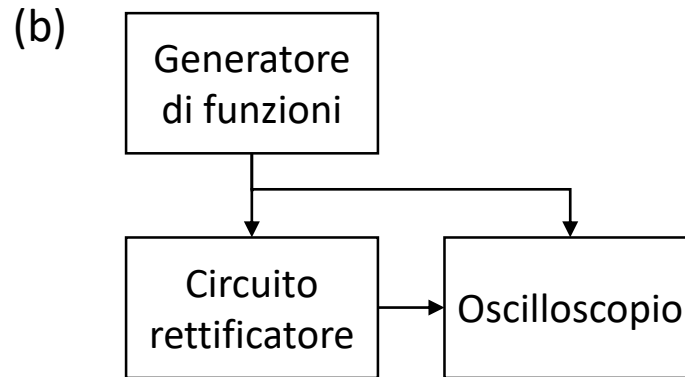 (b)
Generatore
di funzioni
Circuito
rettificatore
Oscilloscopio